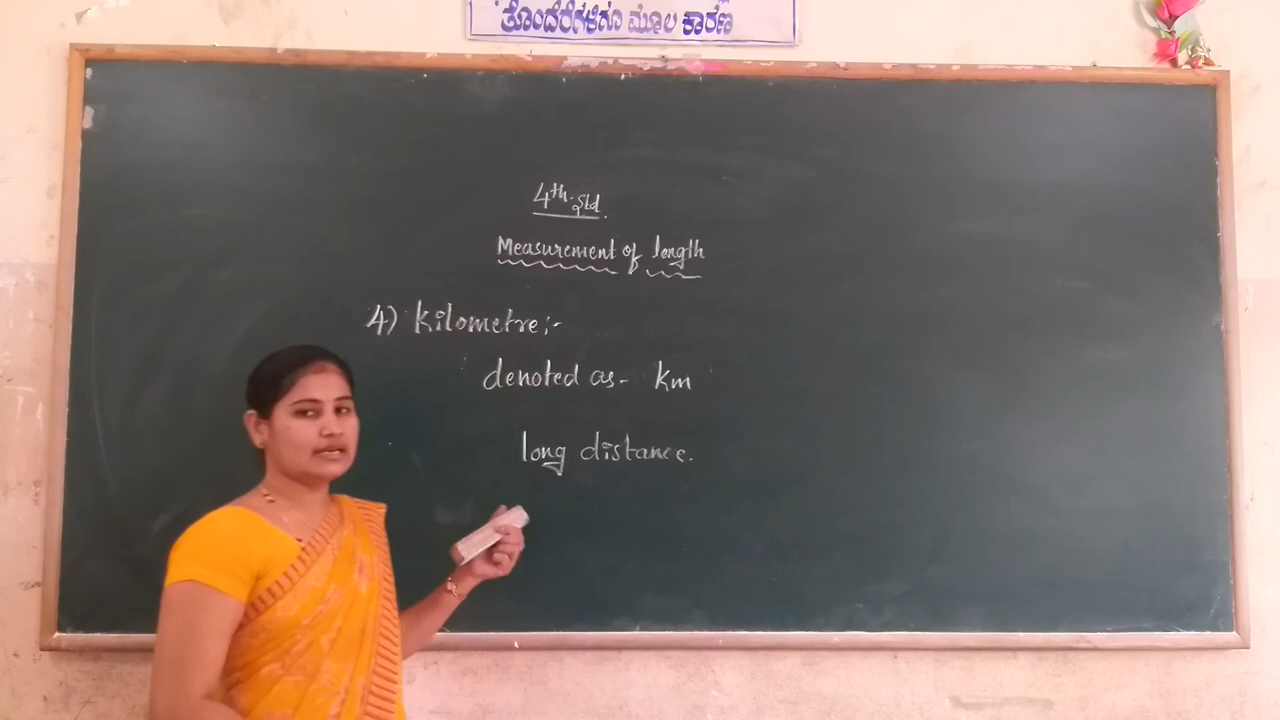 ತೊಂದರೆಗಳಿಗೂ ಮೂಲ ಕಾರಣ
4th Std.
Measurement of length
4) Kilometre:-
denoted as - Km
long distance.